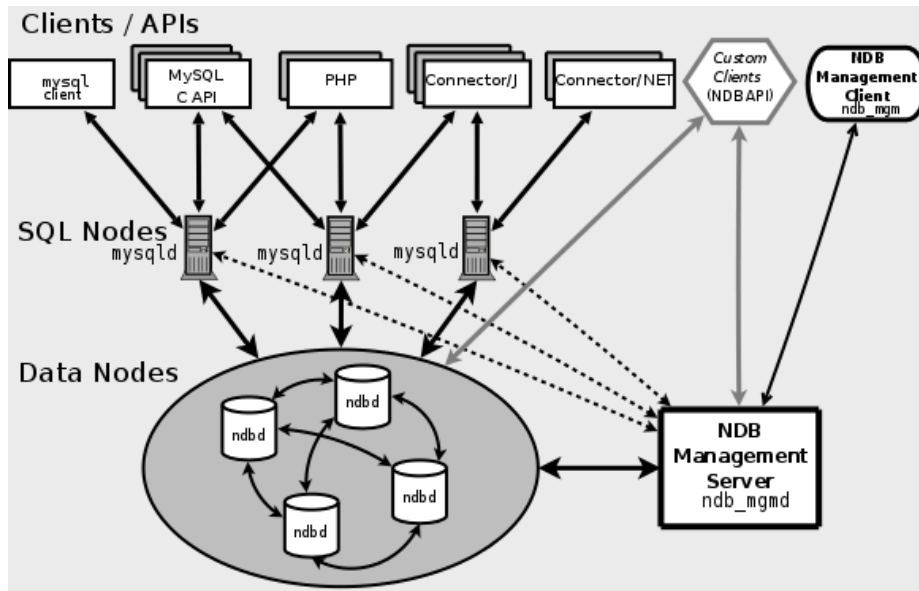 Clients / APIs
mysql
client
MySQL
C API
PHP
Connector/J
Connector/NET
Custom
Clients
(NDBAPI)
NDB
Management
Client
ndb_mgm
SQL Nodes
mysqld
mysqld
mysqld
Data Nodes
ndbd
ndbd
ndbd
ndbd
NDB
Management
Server
ndb_mgmd